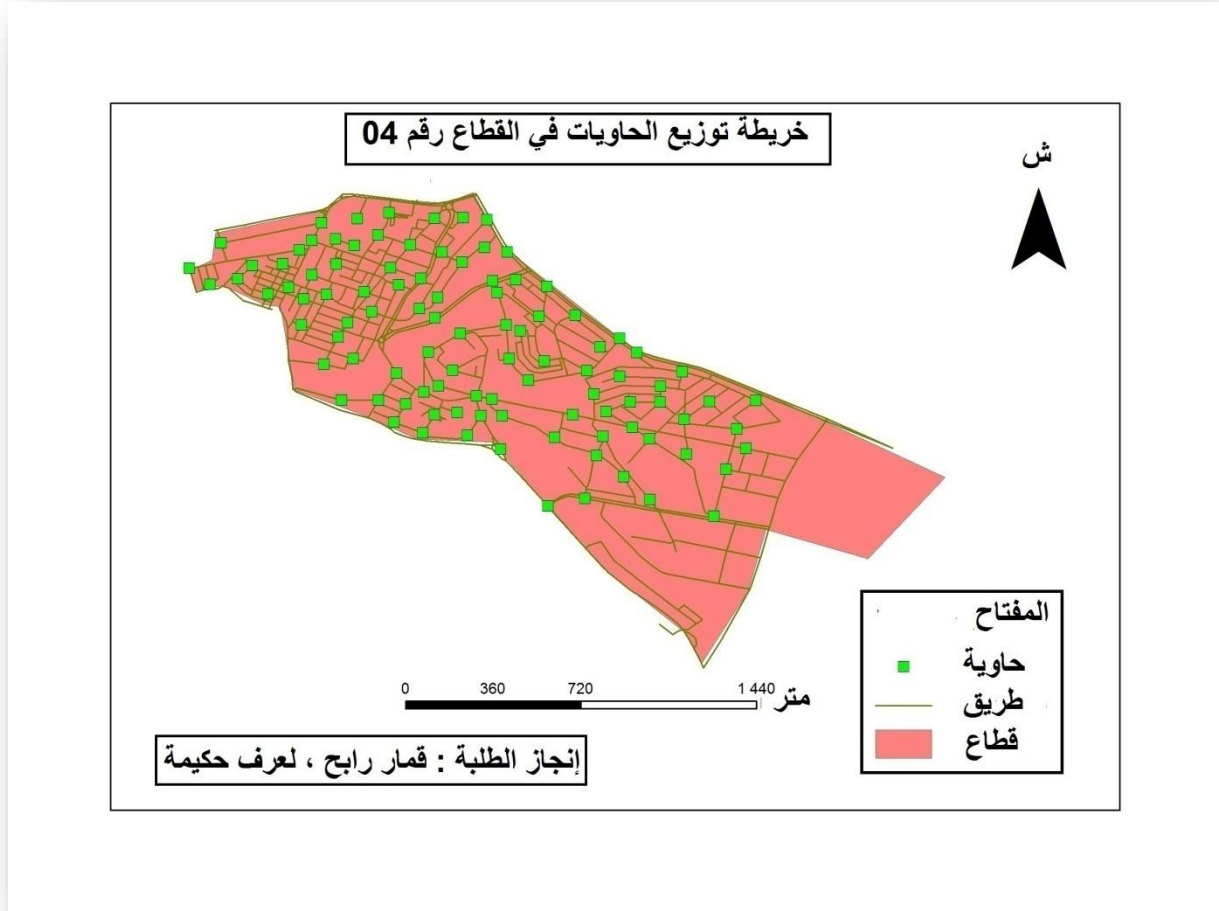 خريطة توزيع الحاويات في القطاع رقم 04
ش
0 360 720 1 440 متر
المفتاح
حاوية
طريق
قطاع
إنجاز الطلبة : قمار رابح ، لعرف حكيمة